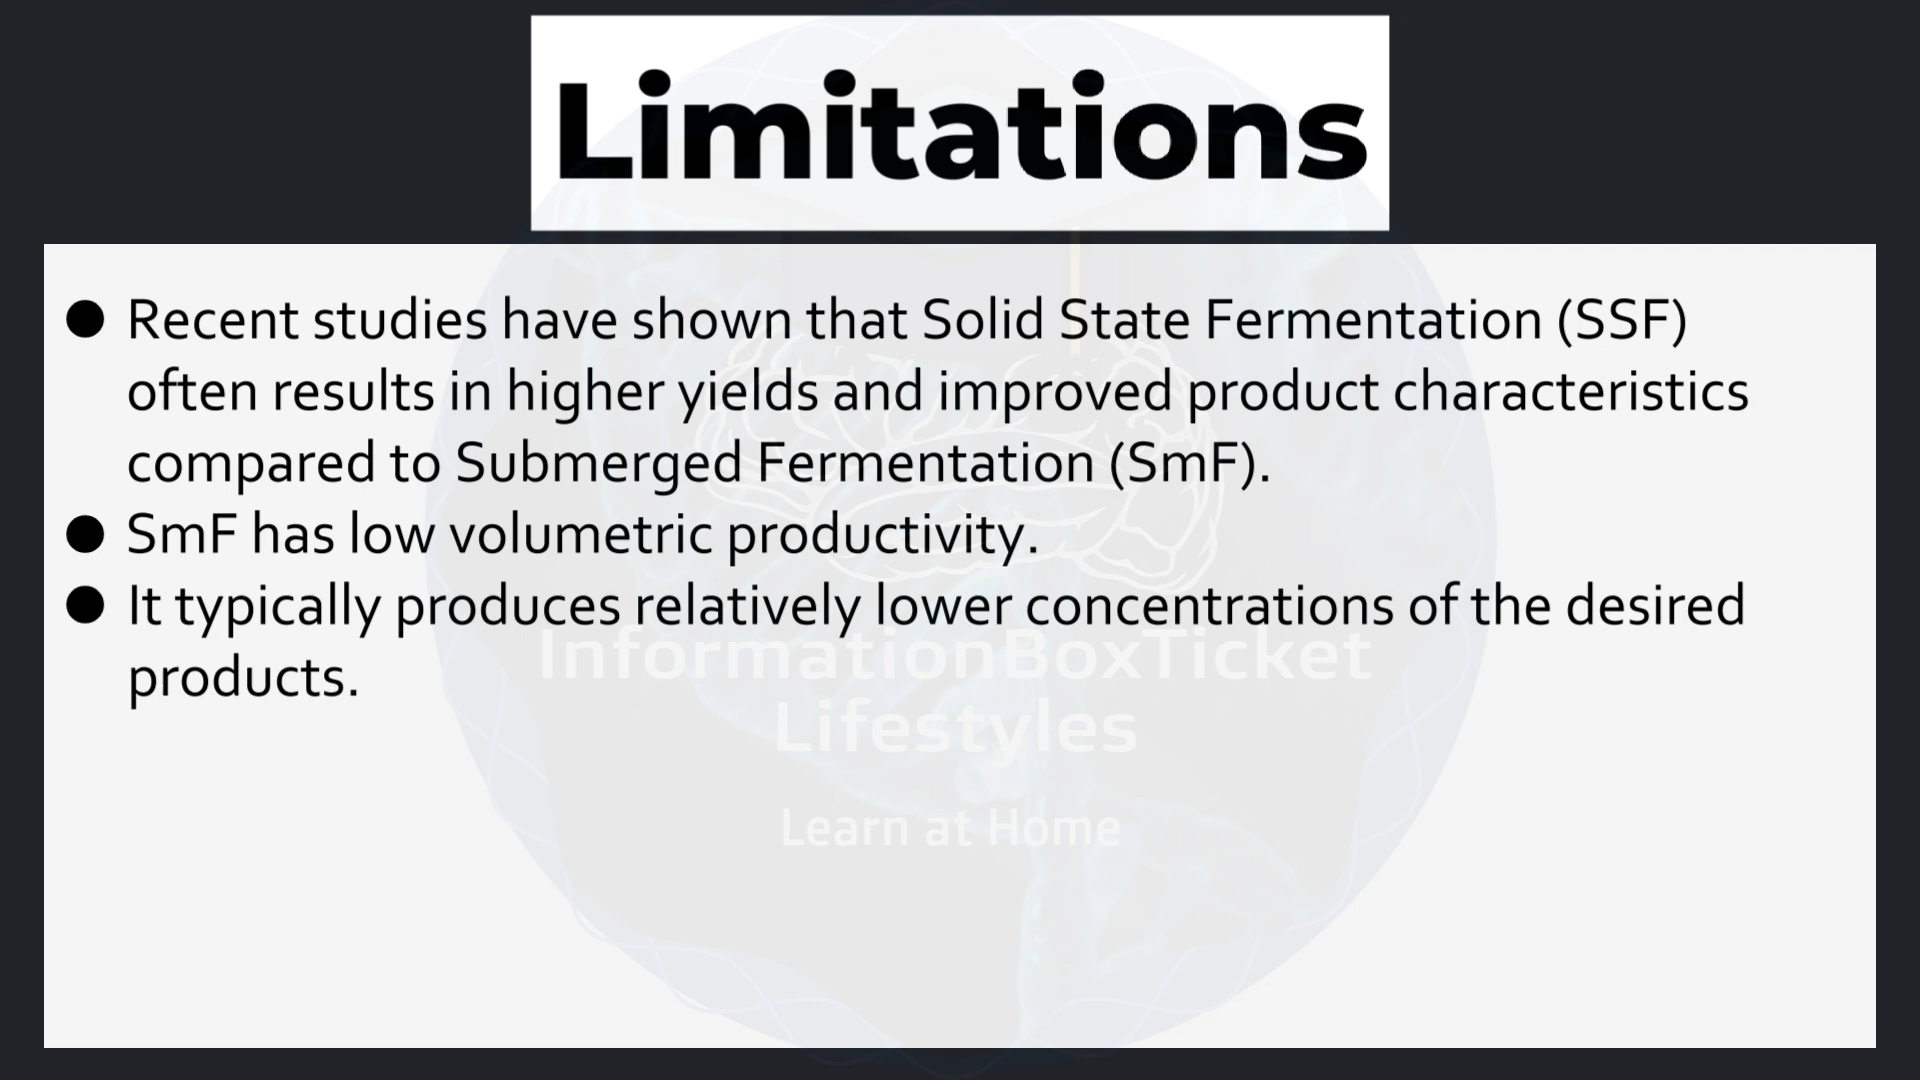 Limitations
● Recent studies have shown that Solid State Fermentation (SSF)
often results in higher yields and improved product characteristics
compared to Submerged Fermentation (SmF).
● SmF has low volumetric productivity.
● It typically produces relatively lower concentrations of the desired
products.
InformationBoxTicket
Lifestyles
Learn at Home